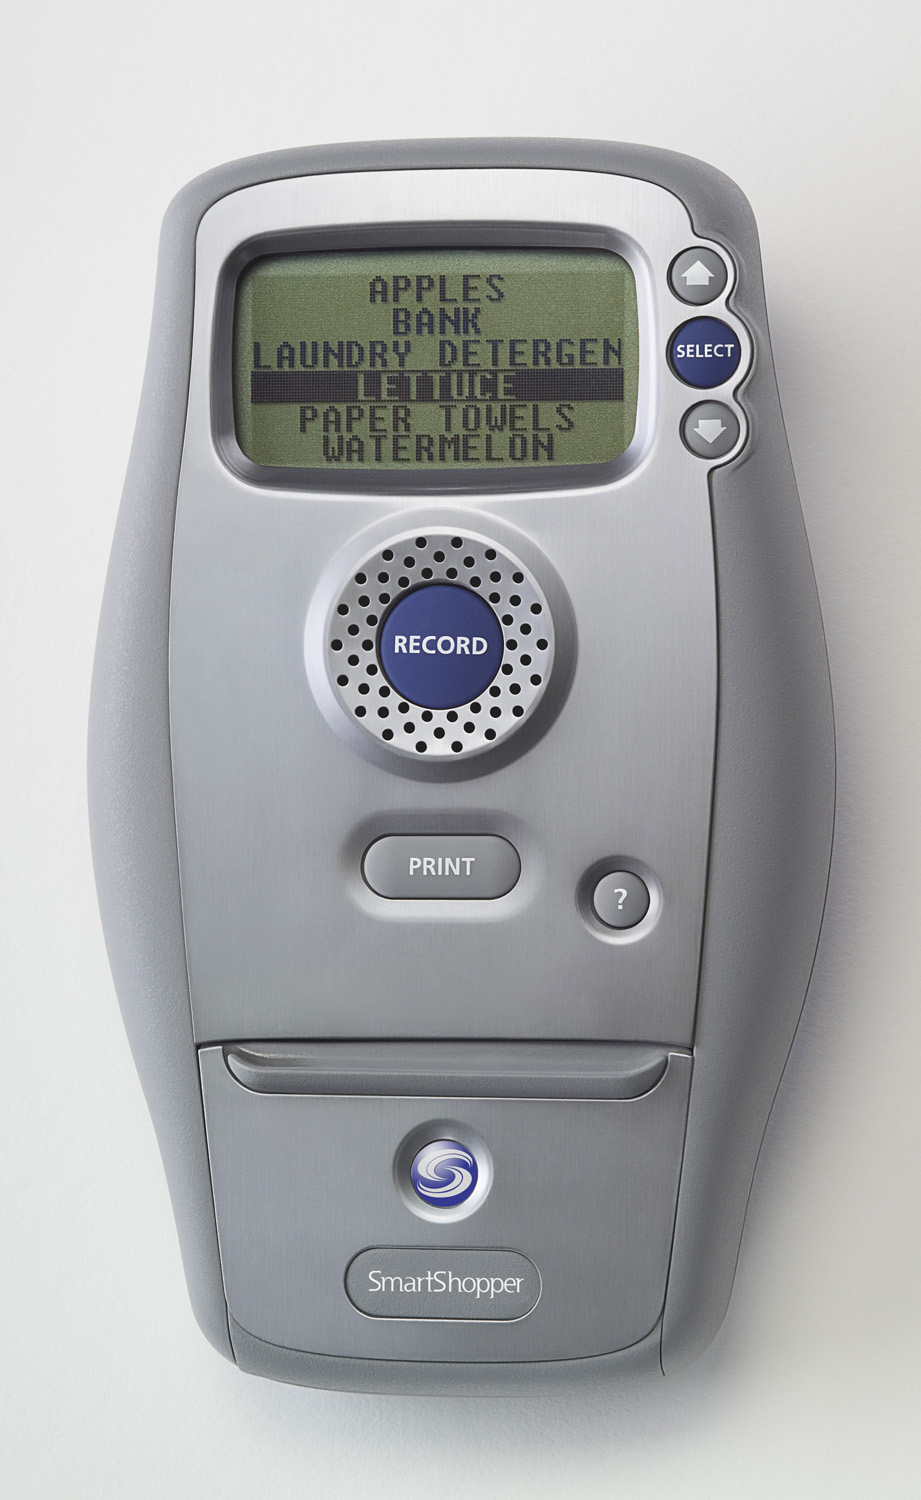 APPLES
BANK
LAUNDRY DETERGEN
LETTUCE
PAPER TOWELS
WATERMELON
SELECT
RECORD
PRINT
?
SmartShopper